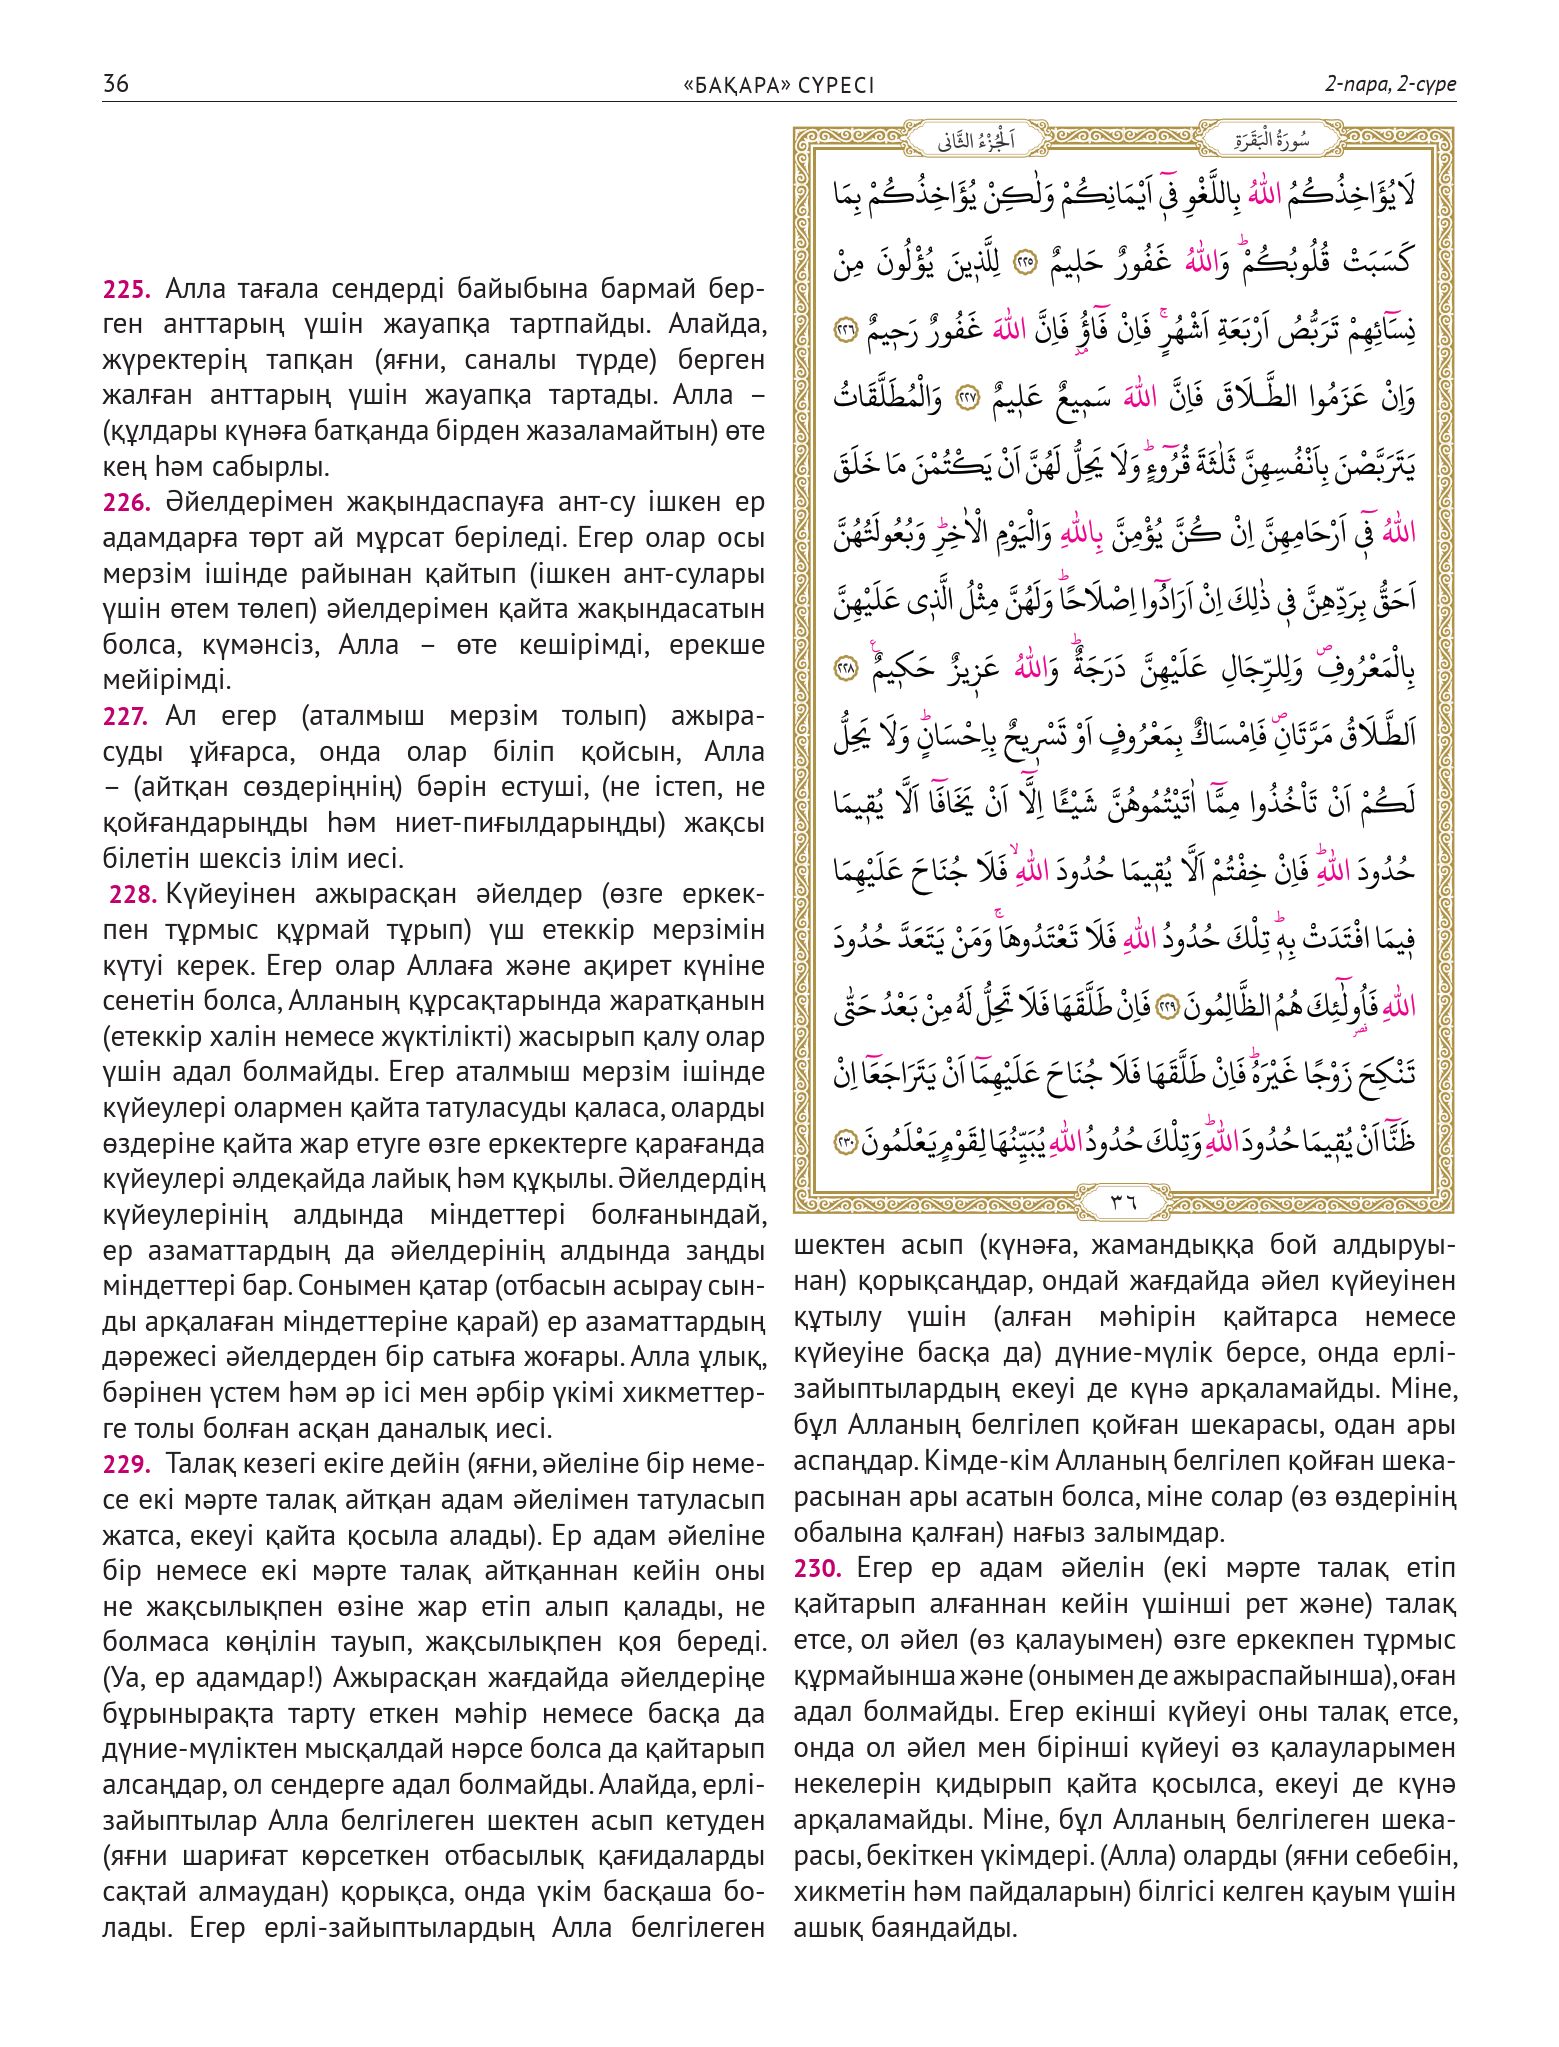 36
«БАҚАРА» СҮРЕСІ
2-пара, 2-сүре
225. Алла тағала сендерді байыбына бармай бер-
ген анттарың үшін жауапқа тартпайды. Алайда,
жүректерің тапқан (яғни, саналы түрде) берген
жалған анттарың үшін жауапқа тартады. Алла –
(құлдары күнәға батқанда бірден жазаламайтын) өте
кең һәм сабырлы.
226. Әйелдерімен жақындаспауға ант-су ішкен ер
адамдарға төрт ай мұрсат беріледі. Егер олар осы
мерзім ішінде райынан қайтып (ішкен ант-сулары
үшін өтем төлеп) әйелдерімен қайта жақындасатын
болса, күмәнсіз, Алла – өте кешірімді, ерекше
мейірімді.
227. Ал егер (аталмыш мерзім толып) ажыра-
суды ұйғарса, онда олар біліп қойсын, Алла
– (айтқан сөздеріңнің) бәрін естуші, (не істеп, не
қойғандарыңды һәм ниет-пиғылдарыңды) жақсы
білетін шексіз ілім иесі.
228. Күйеуінен ажырасқан әйелдер (өзге еркек-
пен тұрмыс құрмай тұрып) үш етеккір мерзімін
күтуі керек. Егер олар Аллаға және ақирет күніне
сенетін болса, Алланың құрсақтарында жаратқанын
(етеккір халін немесе жүктілікті) жасырып қалу олар
үшін адал болмайды. Егер аталмыш мерзім ішінде
күйеулері олармен қайта татуласуды қаласа, оларды
өздеріне қайта жар етуге өзге еркектерге қарағанда
күйеулері әлдеқайда лайық һәм құқылы. Әйелдердің
күйеулерінің алдында міндеттері болғанындай,
ер азаматтардың да әйелдерінің алдында заңды
міндеттері бар. Сонымен қатар (отбасын асырау сын-
ды арқалаған міндеттеріне қарай) ер азаматтардың
дәрежесі әйелдерден бір сатыға жоғары. Алла ұлық,
бәрінен үстем һәм әр ісі мен әрбір үкімі хикметтер-
ге толы болған асқан даналық иесі.
229. Талақ кезегі екіге дейін (яғни, әйеліне бір неме-
се екі мәрте талақ айтқан адам әйелімен татуласып
жатса, екеуі қайта қосыла алады). Ер адам әйеліне
бір немесе екі мәрте талақ айтқаннан кейін оны
не жақсылықпен өзіне жар етіп алып қалады, не
болмаса көңілін тауып, жақсылықпен қоя береді.
(Уа, ер адамдар!) Ажырасқан жағдайда әйелдеріңе
бұрынырақта тарту еткен мәһір немесе басқа да
дүние-мүліктен мысқалдай нәрсе болса да қайтарып
алсаңдар, ол сендерге адал болмайды. Алайда, ерлі-
зайыптылар Алла белгілеген шектен асып кетуден
(яғни шариғат көрсеткен отбасылық қағидаларды
сақтай алмаудан) қорықса, онда үкім басқаша бо-
лады. Егер ерлі-зайыптылардың Алла белгілеген
سُورَةُ الْبَقَرَةِ
اَلْجُزْءُ الثَّانٖى
لَا يُؤَاخِذُكُمُ اللّٰهُ بِاللَّغْوِ فٖٓى اَيْمَانِكُمْ وَلٰكِنْ يُؤَاخِذُكُمْ بِمَا
كَسَبَتْ قُلُوبُكُمْۜ وَاللّٰهُ غَفُورٌ حَلٖيمٌ ﴿٢٢٥﴾ لِلَّذٖينَ يُؤْلُونَ مِنْ
نِسَٓائِهِمْ تَرَبُّصُ اَرْبَعَةِ اَشْهُرٍۚ فَاِنْ فَٓاؤُ۫ فَاِنَّ اللّٰهَ غَفُورٌ رَحٖيمٌ ﴿٢٢٦﴾
وَاِنْ عَزَمُوا الطَّلَاقَ فَاِنَّ اللّٰهَ سَمٖيعٌ عَلٖيمٌ ﴿٢٢٧﴾ وَالْمُطَلَّقَاتُ
يَتَرَبَّصْنَ بِاَنْفُسِهِنَّ ثَلٰثَةَ قُرُٓوءٍۜ وَلَا يَحِلُّ لَهُنَّ اَنْ يَكْتُمْنَ مَا خَلَقَ
اللّٰهُ فٖٓى اَرْحَامِهِنَّ اِنْ كُنَّ يُؤْمِنَّ بِاللّٰهِ وَالْيَوْمِ الْاٰخِرِۜ وَبُعُولَتُهُنَّ
اَحَقُّ بِرَدِّهِنَّ فٖى ذٰلِكَ اِنْ اَرَادُٓوا اِصْلَاحًاۜ وَلَهُنَّ مِثْلُ الَّذٖى عَلَيْهِنَّ
بِالْمَعْرُوفِۖ وَلِلرِّجَالِ عَلَيْهِنَّ دَرَجَةٌۜ وَاللّٰهُ عَزٖيزٌ حَكٖيمٌ ﴿٢٢٨﴾
اَلطَّلَاقُ مَرَّتَانِۖ فَاِمْسَاكٌ بِمَعْرُوفٍ اَوْ تَسْرٖيحٌ بِاِحْسَانٍۜ وَلَا يَحِلُّ
لَكُمْ اَنْ تَأْخُذُوا مِمَّٓا اٰتَيْتُمُوهُنَّ شَيْـًٔا اِلَّٓا اَنْ يَخَافَٓا اَلَّا يُقٖيمَا
حُدُودَ اللّٰهِۜ فَاِنْ خِفْتُمْ اَلَّا يُقٖيمَا حُدُودَ اللّٰهِۙ فَلَا جُنَاحَ عَلَيْهِمَا
فٖيمَا افْتَدَتْ بِهٖۜ تِلْكَ حُدُودُ اللّٰهِ فَلَا تَعْتَدُوهَاۚ وَمَنْ يَتَعَدَّ حُدُودَ
اللّٰهِ فَاُو۬لٰٓئِكَ هُمُ الظَّالِمُونَ ﴿٢٢٩﴾ فَاِنْ طَلَّقَهَا فَلَا تَحِلُّ لَهُ مِنْ بَعْدُ حَتّٰى
تَنْكِحَ زَوْجًا غَيْرَهُۜ فَاِنْ طَلَّقَهَا فَلَا جُنَاحَ عَلَيْهِمَٓا اَنْ يَتَرَاجَعَٓا اِنْ
ظَنَّٓا اَنْ يُقٖيمَا حُدُودَ اللّٰهِۜ وَتِلْكَ حُدُودُ اللّٰهِ يُبَيِّنُهَا لِقَوْمٍ يَعْلَمُونَ ﴿٢٣٠﴾
٣٦
шектен асып (күнәға, жамандыққа бой алдыруы-
нан) қорықсаңдар, ондай жағдайда әйел күйеуінен
құтылу үшін (алған мәһірін қайтарса немесе
күйеуіне басқа да) дүние-мүлік берсе, онда ерлі-
зайыптылардың екеуі де күнә арқаламайды. Міне,
бұл Алланың белгілеп қойған шекарасы, одан ары
аспаңдар. Кімде-кім Алланың белгілеп қойған шека-
расынан ары асатын болса, міне солар (өз өздерінің
обалына қалған) нағыз залымдар.
230. Егер ер адам әйелін (екі мәрте талақ етіп
қайтарып алғаннан кейін үшінші рет және) талақ
етсе, ол әйел (өз қалауымен) өзге еркекпен тұрмыс
құрмайынша және (онымен де ажыраспайынша), оған
адал болмайды. Егер екінші күйеуі оны талақ етсе,
онда ол әйел мен бірінші күйеуі өз қалауларымен
некелерін қидырып қайта қосылса, екеуі де күнә
арқаламайды. Міне, бұл Алланың белгілеген шека-
расы, бекіткен үкімдері. (Алла) оларды (яғни себебін,
хикметін һәм пайдаларын) білгісі келген қауым үшін
ашық баяндайды.